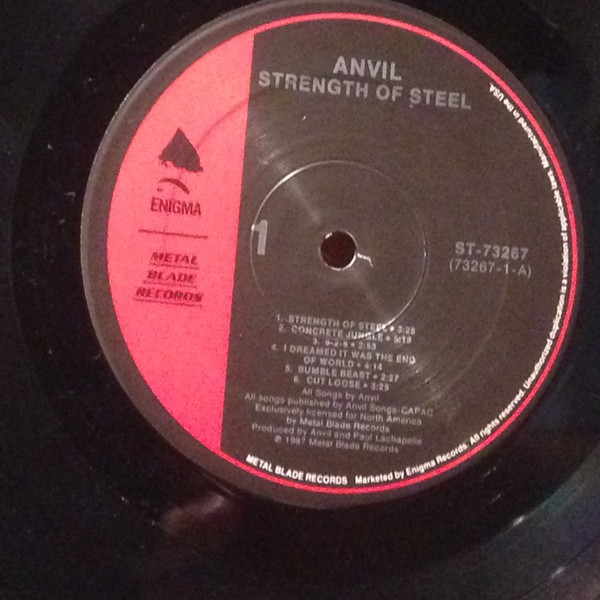 ANVIL
STRENGTH OF STEEL
ENIGMA
METAL
BLADE
RECORDS
1
ST-73267
(73267-1-A)
1. STRENGTH OF STEEL • 3:28
2. CONCRETE JUNGLE • 5:19
3. 9-2-5 • 2:53
4. I DREAMED IT WAS THE END
OF WORLD • 4:14
5. BUMBLE BEAST • 2:27
6. CUT LOOSE • 3:29
All Songs by Anvil
All songs published by Anvil Songs-CAPAC
Exclusively licensed for North America
by Metal Blade Records
Produced by Anvil and Paul Lachapelle
℗ 1987 Metal Blade Records
METAL BLADE RECORDS Marketed by Enigma Records. All rights reserved. Unauthorized duplication is a violation of applicable laws. Manufactured in the USA